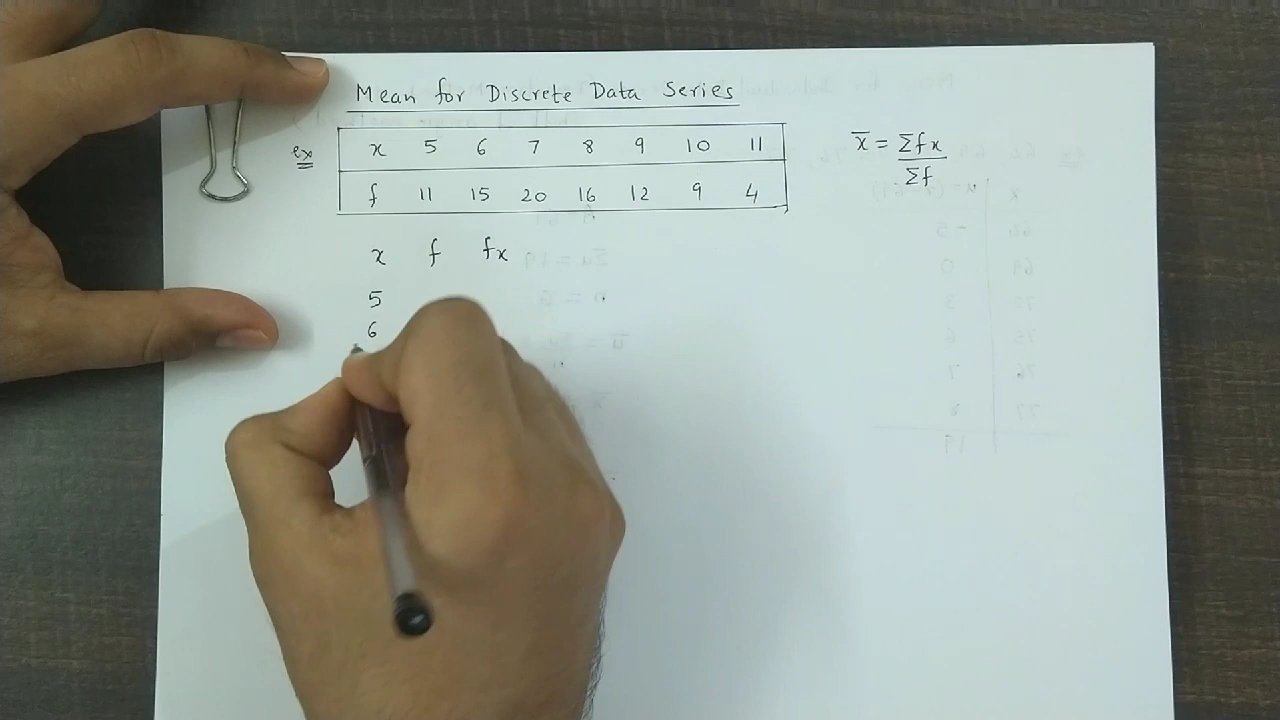 Mean for Discrete Data Series
ex
x 5 6 7 8 9 10 11
f 11 15 20 16 12 9 4
x̄ = Σfx
Σf
x f fx
5
6